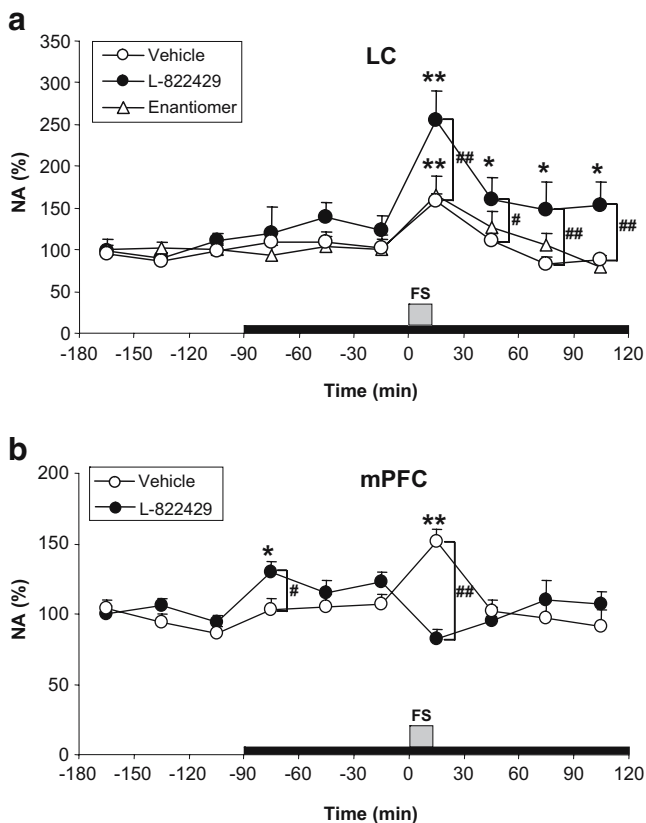 a
Vehicle
L-822429
Enantiomer
LC
NA (%)
350
300
250
200
150
100
50
0
**
**
*
*
*
##
#
##
##
FS
-180 -150 -120 -90 -60 -30 0 30 60 90 120
Time (min)
b
Vehicle
L-822429
mPFC
NA (%)
200
150
100
50
0
*
#
**
##
FS
-180 -150 -120 -90 -60 -30 0 30 60 90 120
Time (min)